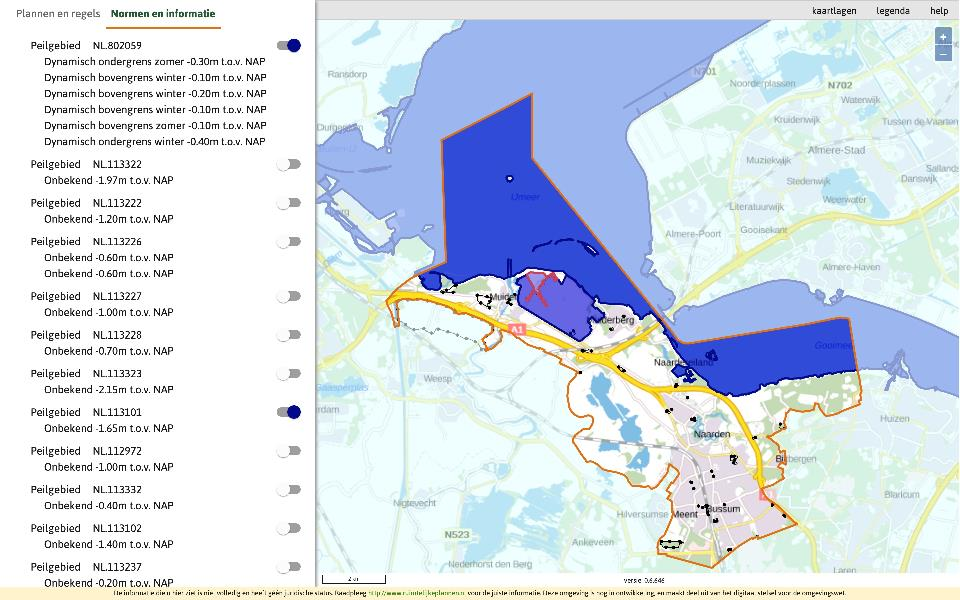 Plannen en regels
Normen en informatie
kaartlagen
legenda
help
Peilgebied NL.802059
Dynamisch ondergrens zomer -0.30m t.o.v. NAP
Dynamisch bovengrens winter -0.10m t.o.v. NAP
Dynamisch bovengrens winter -0.20m t.o.v. NAP
Dynamisch bovengrens winter -0.10m t.o.v. NAP
Dynamisch bovengrens zomer -0.10m t.o.v. NAP
Dynamisch ondergrens winter -0.40m t.o.v. NAP
Peilgebied NL.113322
Onbekend -1.97m t.o.v. NAP
Peilgebied NL.113222
Onbekend -1.20m t.o.v. NAP
Peilgebied NL.113226
Onbekend -0.60m t.o.v. NAP
Onbekend -0.60m t.o.v. NAP
Peilgebied NL.113227
Onbekend -1.00m t.o.v. NAP
Peilgebied NL.113228
Onbekend -0.70m t.o.v. NAP
Peilgebied NL.113323
Onbekend -2.15m t.o.v. NAP
Peilgebied NL.113101
Onbekend -1.65m t.o.v. NAP
Peilgebied NL.112972
Onbekend -1.00m t.o.v. NAP
Peilgebied NL.113332
Onbekend -0.40m t.o.v. NAP
Peilgebied NL.113102
Onbekend -1.40m t.o.v. NAP
Peilgebied NL.113237
Onbekend -0.20m t.o.v. NAP
+
−
Ransdorp
N701
Noorderplassen
N702
Waterwijk
Kruidenwijk
Tussen de Vaarten
Almere-Stad
Muziekwijk
Stedenwijk
Danswijk
IJmeer
Literatuurwijk
Weerwater
Almere-Poort
Gooisekant
Almere-Haven
A1
Weesp
Gooimeer
Naarden
Huizen
Blaricum
Nigtevecht
Hilversumse Meent
Bussum
N523
Ankeveen
Nederhorst den Berg
Laren